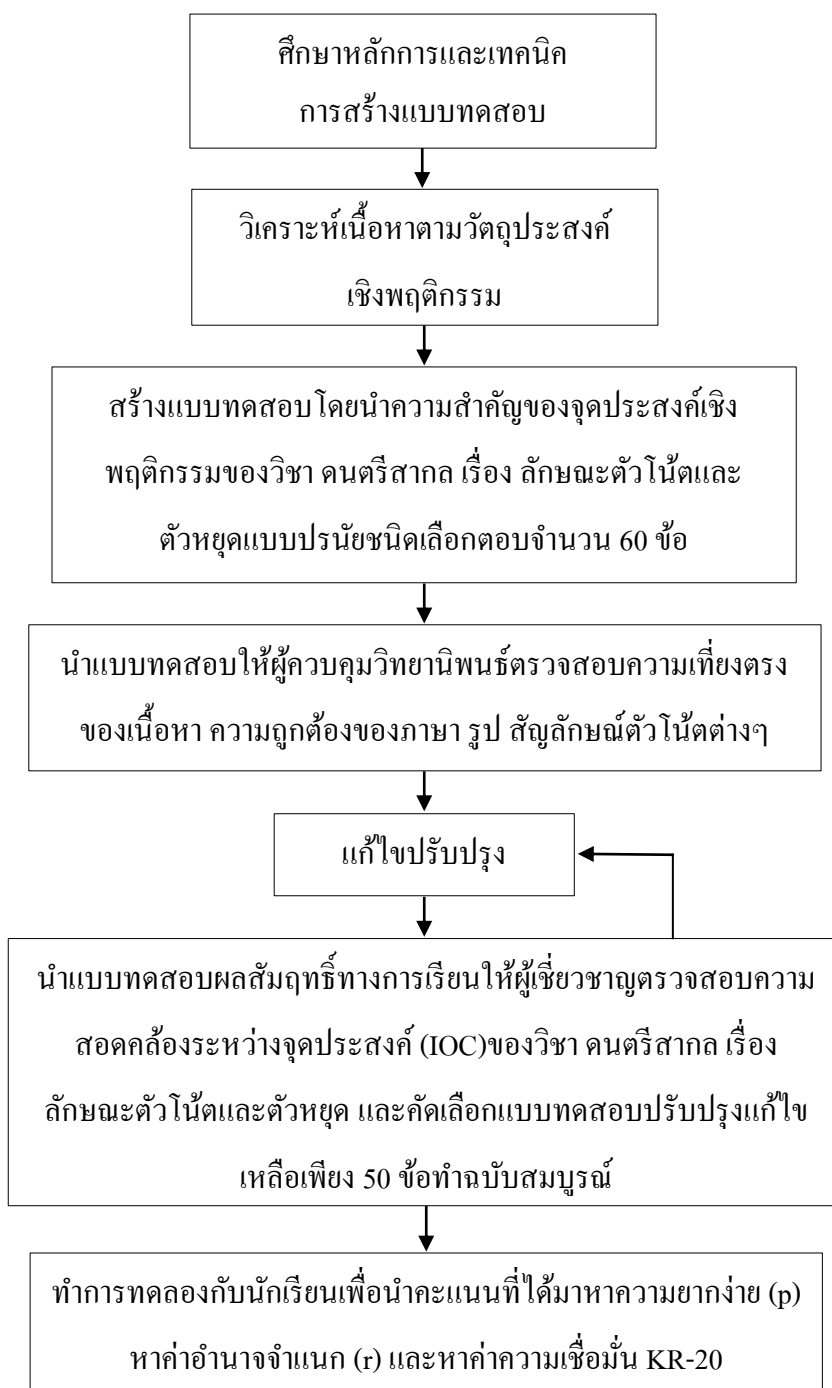 ศึกษาหลักการและเทคนิค
การสร้างแบบทดสอบ
วิเคราะห์เนื้อหาตามวัตถุประสงค์
เชิงพฤติกรรม
สร้างแบบทดสอบโดยนำความสำคัญของจุดประสงค์เชิง
พฤติกรรมของวิชา ดนตรีสากล เรื่อง ลักษณะตัวโน้ตและ
ตัวหยุดแบบปรนัยชนิดเลือกตอบจำนวน 60 ข้อ
นำแบบทดสอบให้ผู้ควบคุมวิทยานิพนธ์ตรวจสอบความเที่ยงตรง
ของเนื้อหา ความถูกต้องของภาษา รูป สัญลักษณ์ตัวโน้ตต่างๆ
แก้ไขปรับปรุง
นำแบบทดสอบผลสัมฤทธิ์ทางการเรียนให้ผู้เชี่ยวชาญตรวจสอบความ
สอดคล้องระหว่างจุดประสงค์ (IOC)ของวิชา ดนตรีสากล เรื่อง
ลักษณะตัวโน้ตและตัวหยุด และคัดเลือกแบบทดสอบปรับปรุงแก้ไข
เหลือเพียง 50 ข้อทำฉบับสมบูรณ์
ทำการทดลองกับนักเรียนเพื่อนำคะแนนที่ได้มาหาความยากง่าย (p)
หาค่าอำนาจจำแนก (r) และหาค่าความเชื่อมั่น KR-20